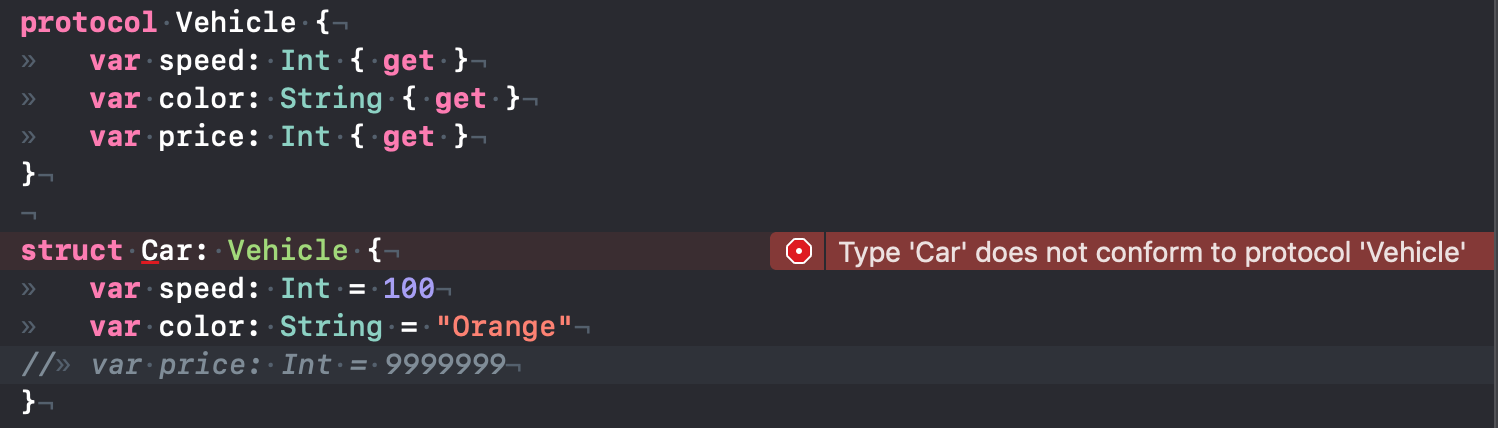 protocol Vehicle {¬
»   var speed: Int { get }¬
»   var color: String { get }¬
»   var price: Int { get }¬
}¬
¬
struct Car: Vehicle {¬   Type 'Car' does not conform to protocol 'Vehicle'
»   var speed: Int = 100¬
»   var color: String = "Orange"¬
//» var price: Int = 9999999¬
}¬